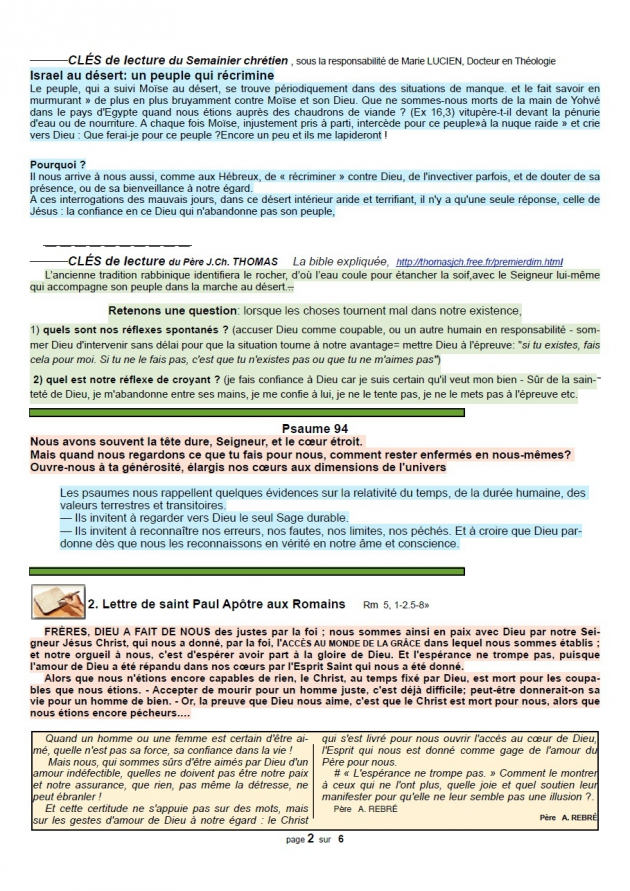 ———CLÉS de lecture du Semainier chrétien , sous la responsabilité de Marie LUCIEN, Docteur en Théologie
Israel au désert: un peuple qui récrimine
Le peuple, qui a suivi Moïse au désert, se trouve périodiquement dans des situations de manque. et le fait savoir en
murmurant » de plus en plus bruyamment contre Moïse et son Dieu. Que ne sommes-nous morts de la main de Yohvé
dans le pays d'Egypte quand nous étions auprès des chaudrons de viande ? (Ex 16,3) vitupère-t-il devant la pénurie
d'eau ou de nourriture. A chaque fois Moïse, injustement pris à parti, intercède pour ce peuple»à la nuque raide » et crie
vers Dieu : Que ferai-je pour ce peuple ?Encore un peu et ils me lapideront !
Pourquoi ?
Il nous arrive à nous aussi, comme aux Hébreux, de « récriminer » contre Dieu, de l'invectiver parfois, et de douter de sa
présence, ou de sa bienveillance à notre égard.
A ces interrogations des mauvais jours, dans ce désert intérieur aride et terrifiant, il n'y a qu'une seule réponse, celle de
Jésus : la confiance en ce Dieu qui n'abandonne pas son peuple,
———CLÉS de lecture du Père J.Ch. THOMAS La bible expliquée, http://thomasjch.free.fr/premierdim.html
L'ancienne tradition rabbinique identifiera le rocher, d'où l'eau coule pour étancher la soif,avec le Seigneur lui-même
qui accompagne son peuple dans la marche au désert.–
Retenons une question: lorsque les choses tournent mal dans notre existence,
1) quels sont nos réflexes spontanés ? (accuser Dieu comme coupable, ou un autre humain en responsabilité - som-
mer Dieu d'intervenir sans délai pour que la situation tourne à notre avantage= mettre Dieu à l'épreuve: "si tu existes, fais
cela pour moi. Si tu ne le fais pas, c'est que tu n'existes pas ou que tu ne m'aimes pas")
2) quel est notre réflexe de croyant ? (je fais confiance à Dieu car je suis certain qu'il veut mon bien - Sûr de la sain-
teté de Dieu, je m'abandonne entre ses mains, je me confie à lui, je ne le tente pas, je ne le mets pas à l'épreuve etc.
Psaume 94
Nous avons souvent la tête dure, Seigneur, et le cœur étroit.
Mais quand nous regardons ce que tu fais pour nous, comment rester enfermés en nous-mêmes?
Ouvre-nous à ta générosité, élargis nos cœurs aux dimensions de l'univers
Les psaumes nous rappellent quelques évidences sur la relativité du temps, de la durée humaine, des
valeurs terrestres et transitoires.
— Ils invitent à regarder vers Dieu le seul Sage durable.
— Ils invitent à reconnaître nos erreurs, nos fautes, nos limites, nos péchés. Et à croire que Dieu par-
donne dès que nous les reconnaissons en vérité en notre âme et conscience.
2. Lettre de saint Paul Apôtre aux Romains Rm 5, 1-2.5-8»
FRÈRES, DIEU A FAIT DE NOUS des justes par la foi ; nous sommes ainsi en paix avec Dieu par notre Sei-
gneur Jésus Christ, qui nous a donné, par la foi, l'ACCÈS AU MONDE DE LA GRÂCE dans lequel nous sommes établis ;
et notre orgueil à nous, c'est d'espérer avoir part à la gloire de Dieu. Et l'espérance ne trompe pas, puisque
l'amour de Dieu a été répandu dans nos cœurs par l'Esprit Saint qui nous a été donné.
Alors que nous n'étions encore capables de rien, le Christ, au temps fixé par Dieu, est mort pour les coupa-
bles que nous étions. - Accepter de mourir pour un homme juste, c'est déjà difficile; peut-être donnerait-on sa
vie pour un homme de bien. - Or, la preuve que Dieu nous aime, c'est que le Christ est mort pour nous, alors que
nous étions encore pécheurs....
Quand un homme ou une femme est certain d'être ai-
mé, quelle n'est pas sa force, sa confiance dans la vie !
Mais nous, qui sommes sûrs d'être aimés par Dieu d'un
amour indéfectible, quelles ne doivent pas être notre paix
et notre assurance, que rien, pas même la détresse, ne
peut ébranler !
Et cette certitude ne s'appuie pas sur des mots, mais
sur les gestes d'amour de Dieu à notre égard : le Christ
qui s'est livré pour nous ouvrir l'accès au cœur de Dieu,
l'Esprit qui nous est donné comme gage de l'amour du
Père pour nous.
# « L'espérance ne trompe pas. » Comment le montrer
à ceux qui ne l'ont plus, quelle joie et quel soutien leur
manifester pour qu'elle ne leur semble pas une illusion ?.
Père A. REBRÉ
Père A. REBRÉ
page 2 sur 6